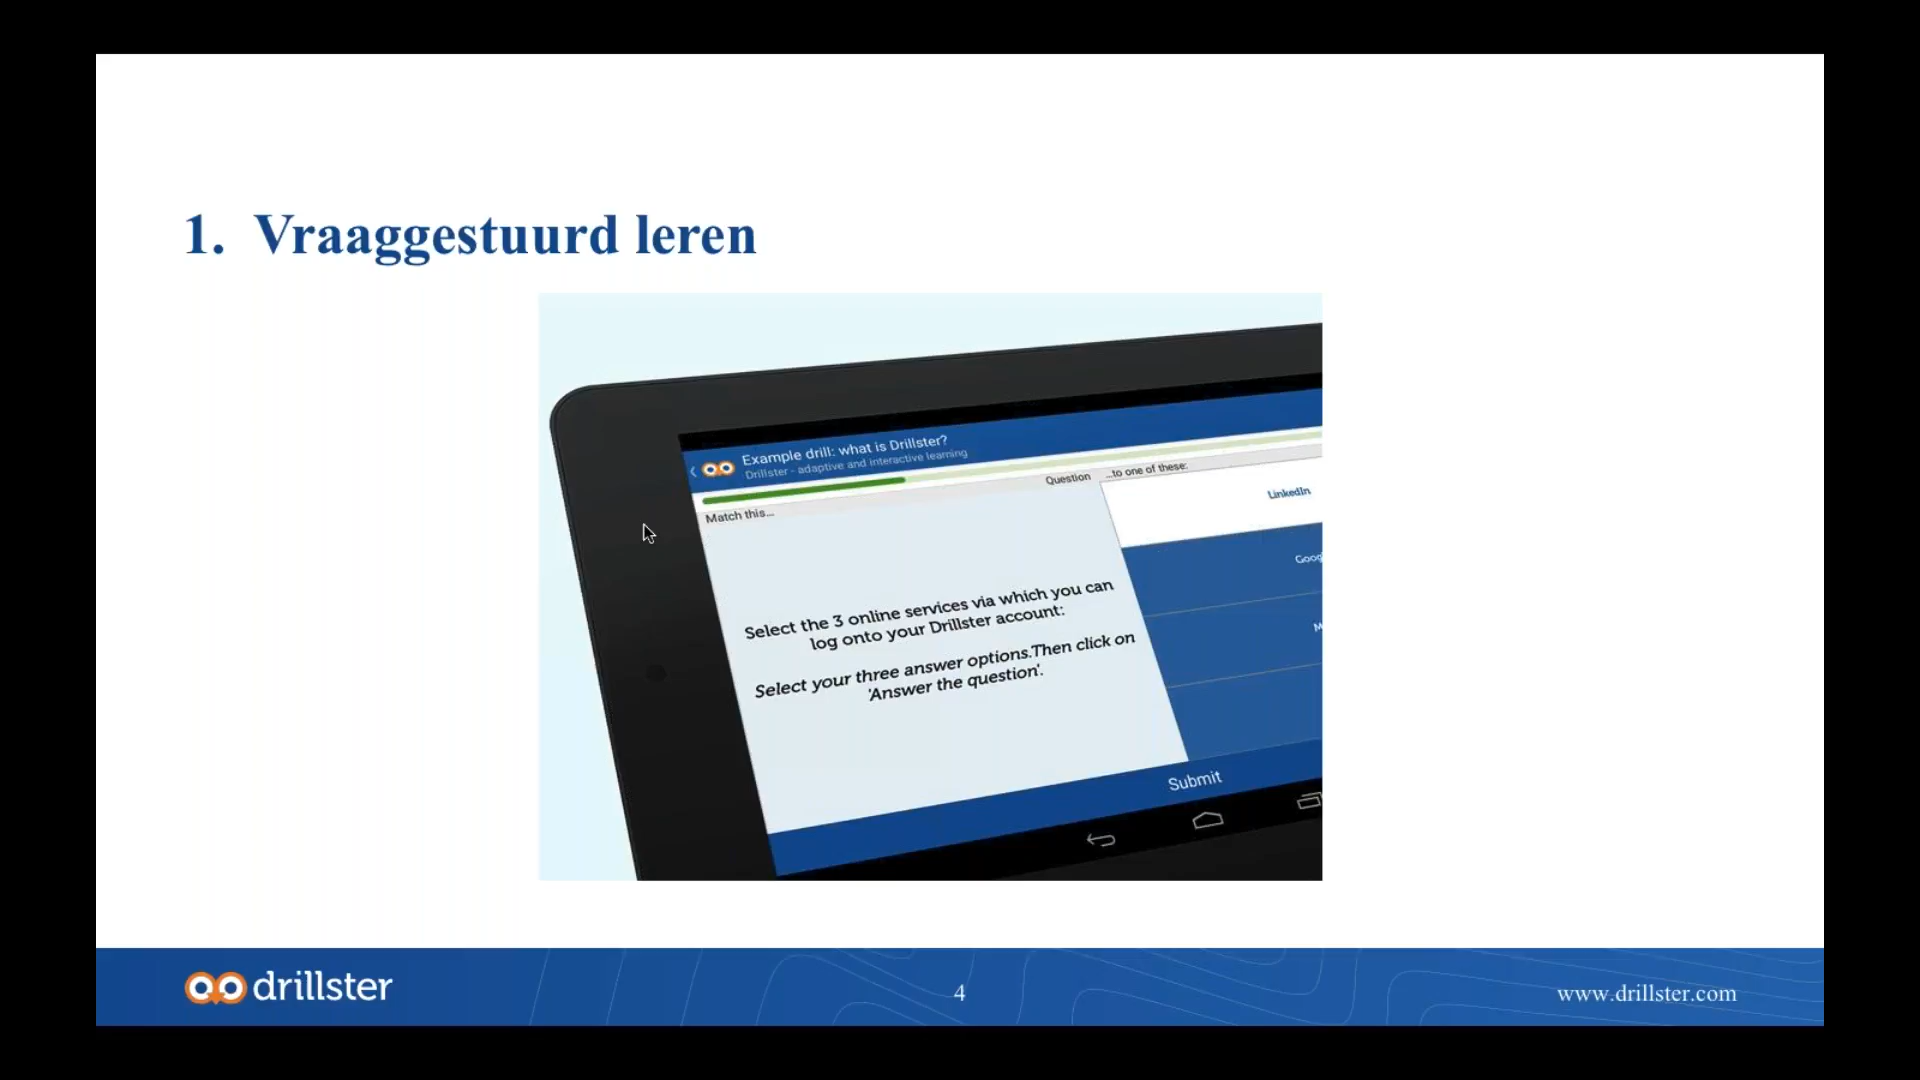 1. Vraaggestuurd leren
Example drill: what is Drillster?
Drillster - adaptive and interactive learning
Question
...to one of these:
Match this...
LinkedIn
Select the 3 online services via which you can
log onto your Drillster account:
Select your three answer options.Then click on
'Answer the question'.
Submit
drillster
4
www.drillster.com